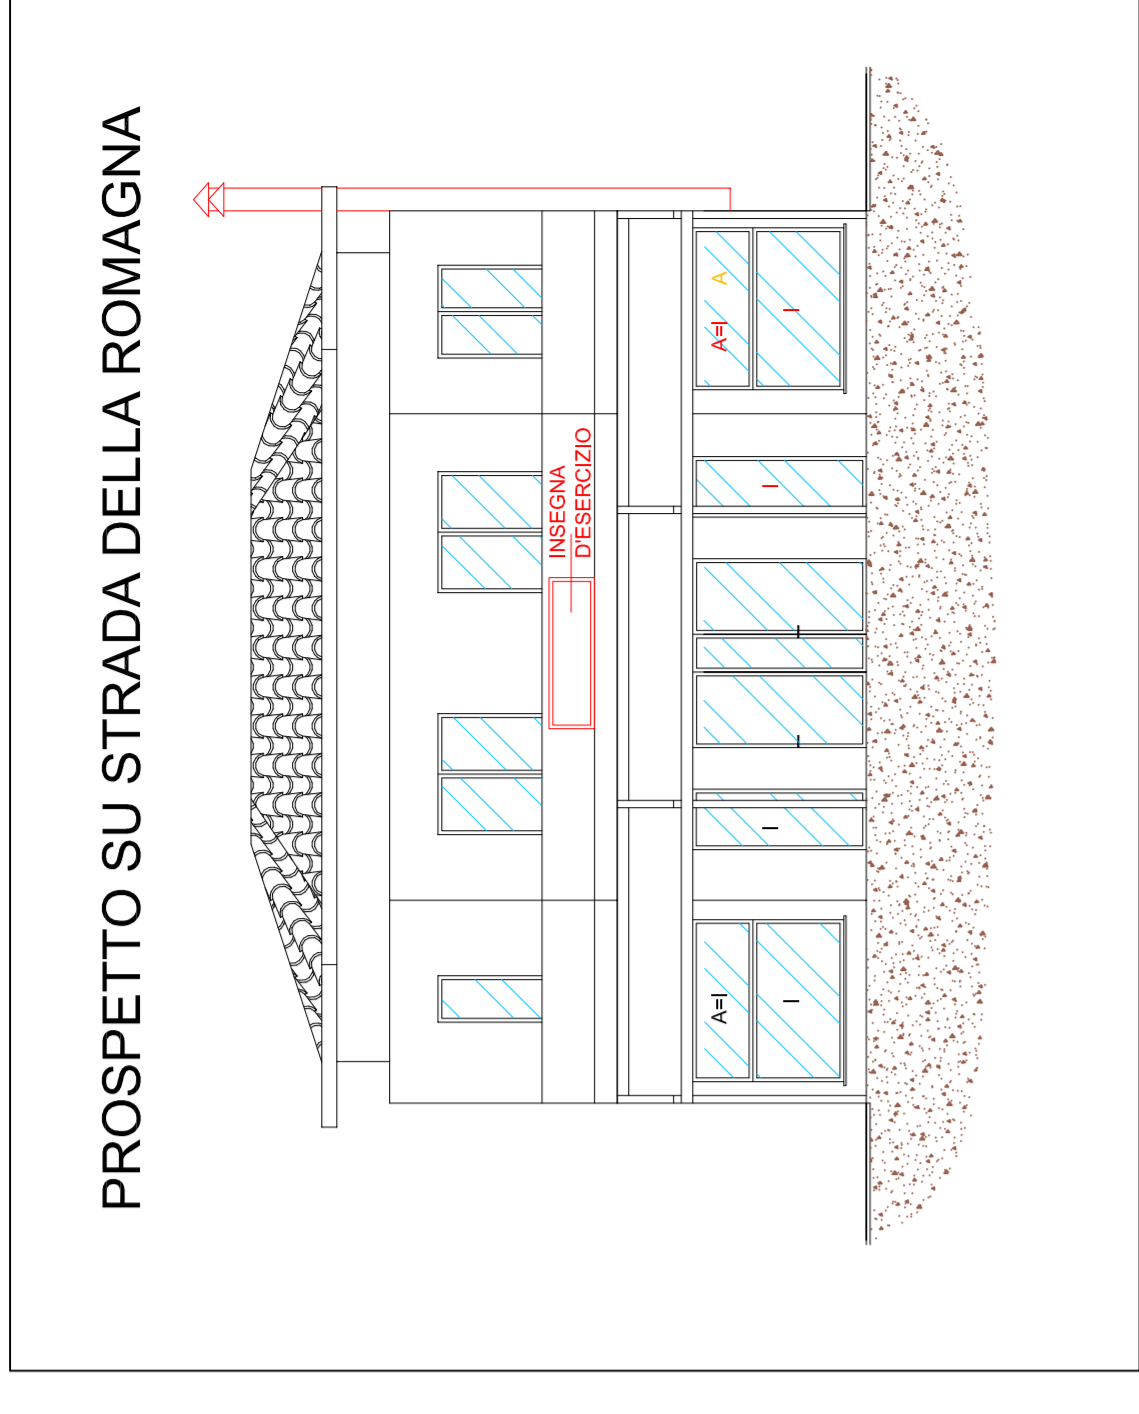 PROSPETTO SU STRADA DELLA ROMAGNA
INSEGNA
D'ESERCIZIO
A=I
A=I
A
I
I
I
I